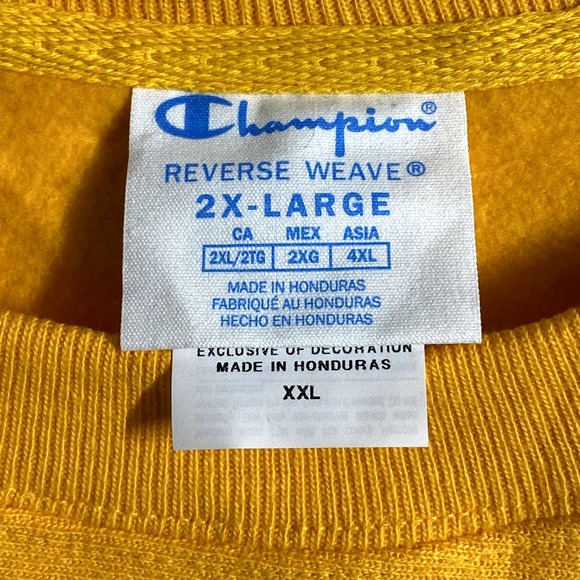 Champion®
REVERSE WEAVE®
2X-LARGE
CA MEX ASIA
2XL/2TG 2XG 4XL
MADE IN HONDURAS
FABRIQUÉ AU HONDURAS
HECHO EN HONDURAS
EXCLUSIVE OF DECORATION
MADE IN HONDURAS
XXL